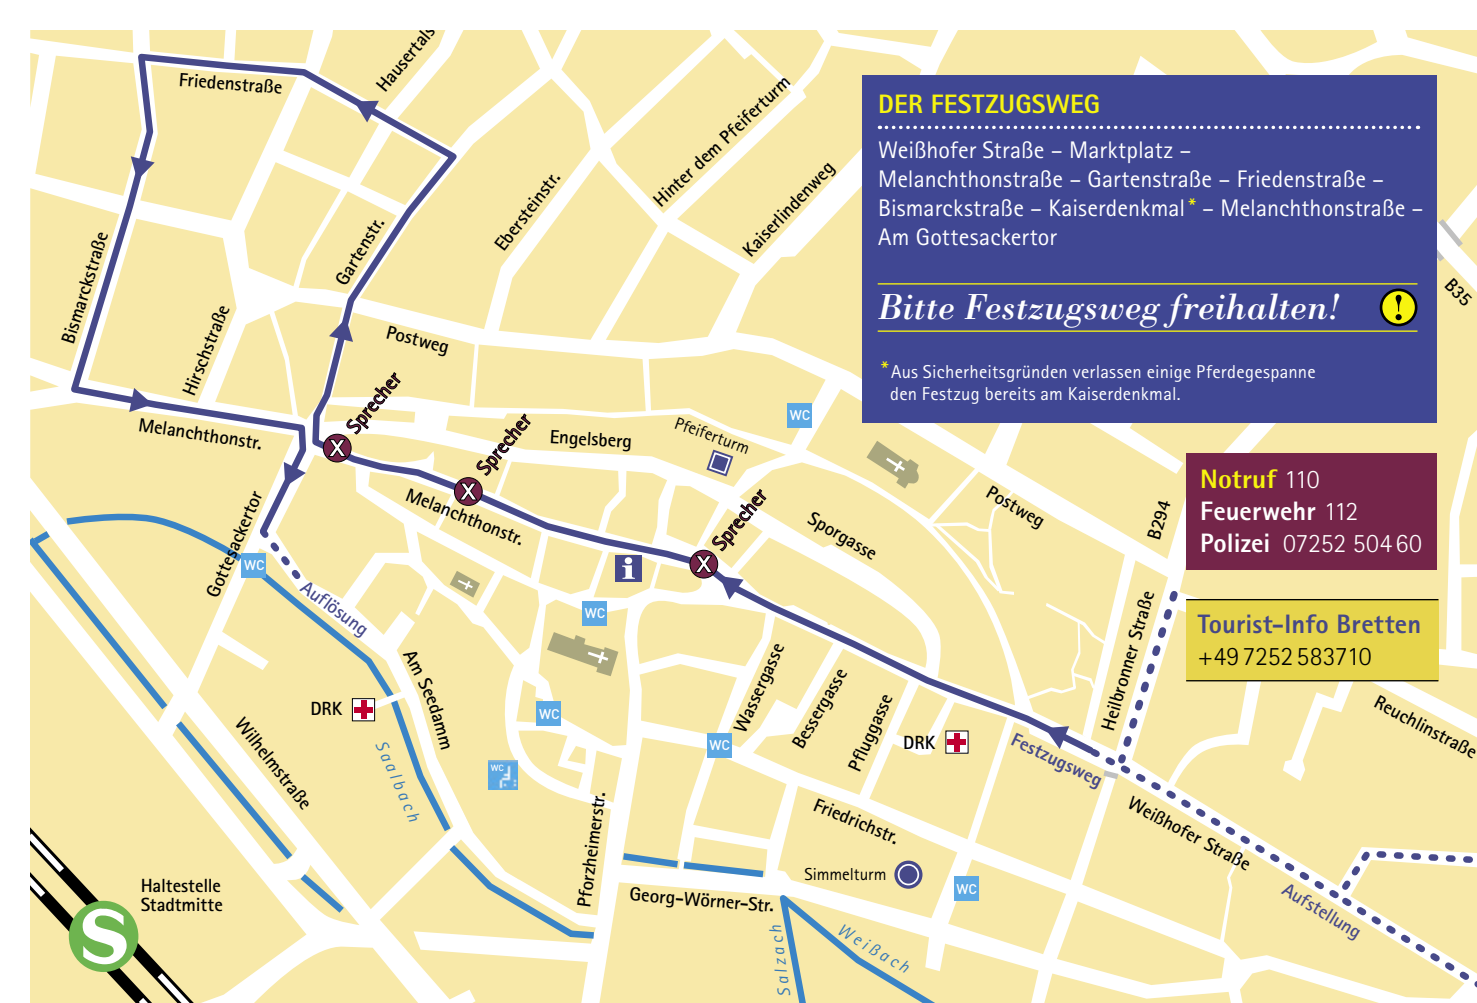 DER FESTZUGSWEG
Weißhofer Straße – Marktplatz –
Melanchthonstraße – Gartenstraße – Friedenstraße –
Bismarckstraße – Kaiserdenkmal* – Melanchthonstraße –
Am Gottesackertor
Bitte Festzugsweg freihalten!
!
*Aus Sicherheitsgründen verlassen einige Pferdegespanne
den Festzug bereits am Kaiserdenkmal.
Notruf 110
Feuerwehr 112
Polizei 07252 504 60
Tourist-Info Bretten
+49 7252 583710
Friedenstraße
Hausertals
Hinter dem Pfeiferturm
Ebersteinstr.
Kaiserlindenweg
Gartenstr.
Bismarckstraße
Hirschstraße
B35
Postweg
Sprecher
X
Melanchthonstr.
Engelsberg
Pfeiferturm
WC
Sprecher
X
Melanchthonstr.
Sprecher
X
i
Sporgasse
Postweg
B294
Gottesackertor
WC
Auflösung
WC
Heilbronner Straße
Am Seedamm
DRK
Saalbach
WC
WC
Wassergasse
Bessergasse
Pfluggasse
DRK
Festzugsweg
Reuchlinstraße
Wilhelmstraße
WC
Pforzheimerstr.
Friedrichstr.
Weißhofer Straße
Simmelturm
WC
Aufstellung
Haltestelle
Stadtmitte
S
Georg-Wörner-Str.
Salzach
Weißach